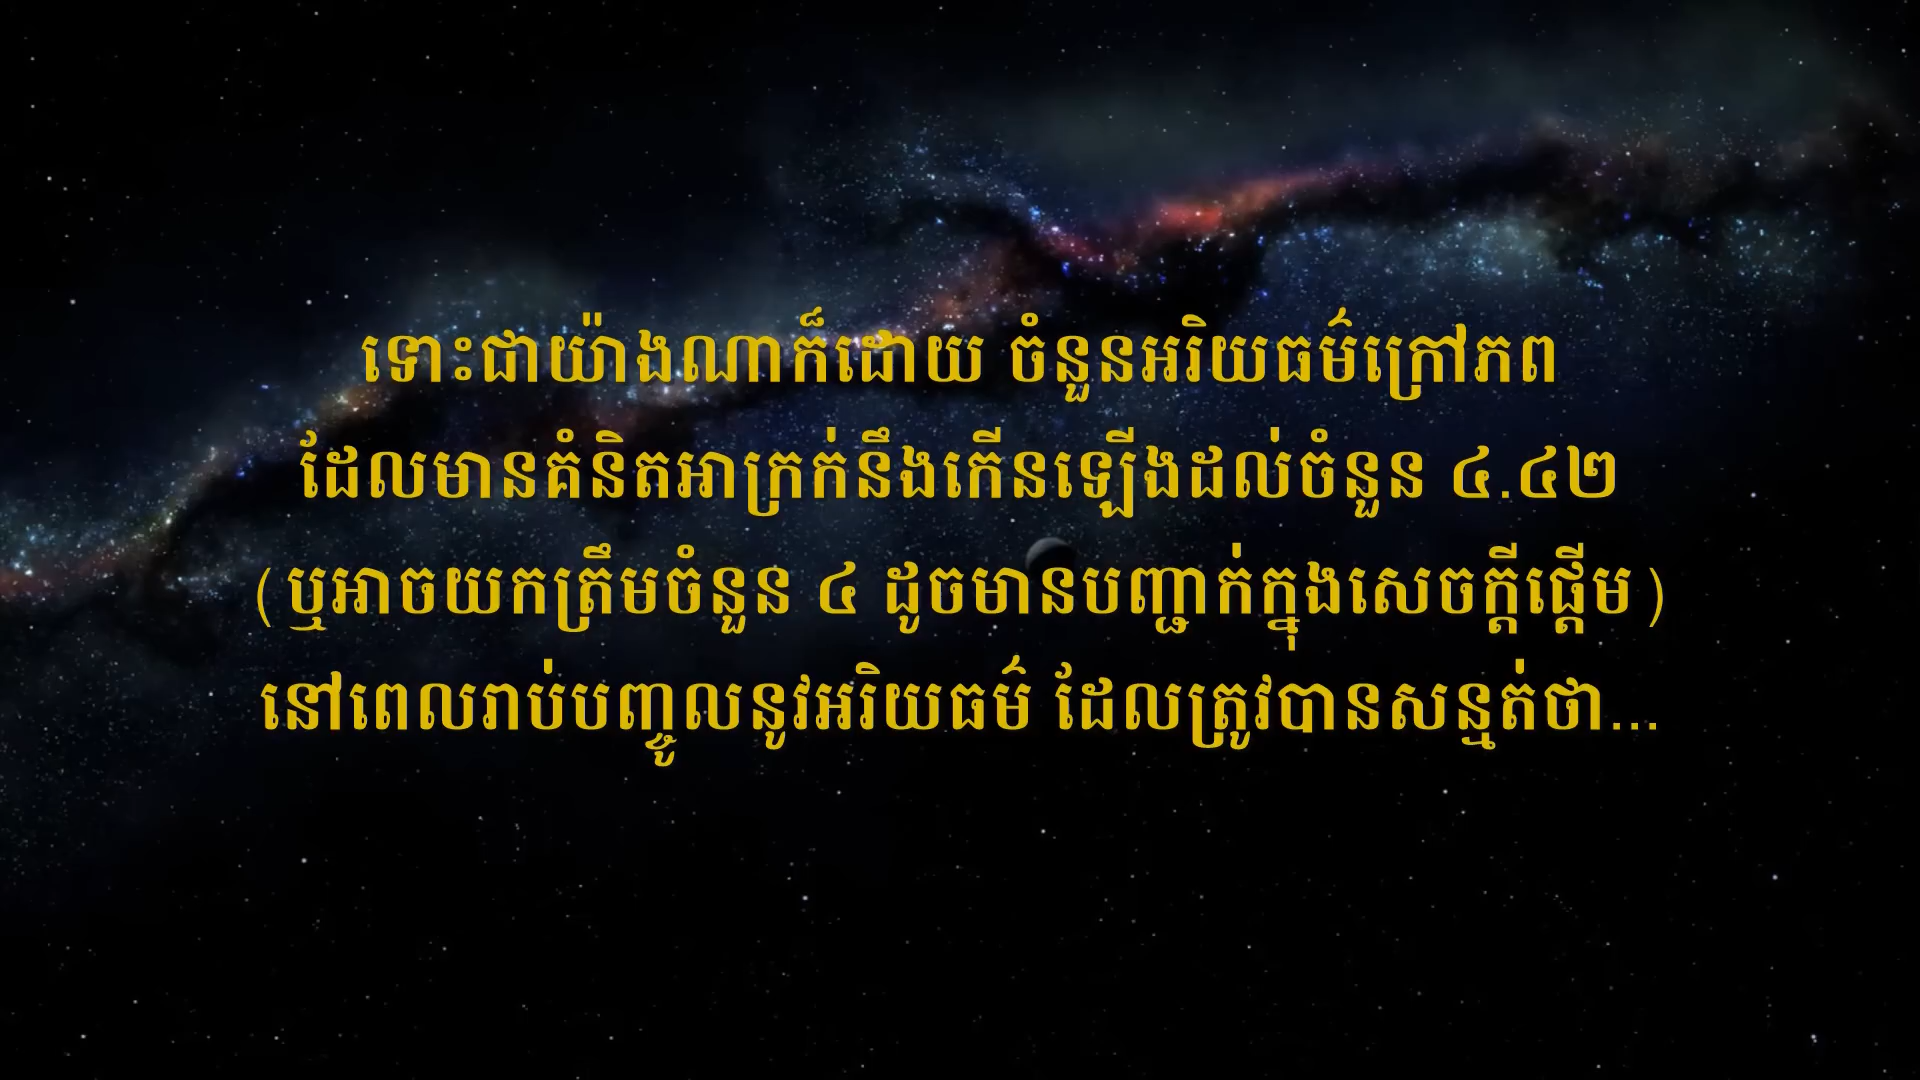 ទោះជាយ៉ាងណាក៏ដោយ ចំនួនអរិយធម៌ក្រៅភព
ដែលមានគំនិតអាក្រក់នឹងកើនឡើងដល់ចំនួន ៤.៤២
(ឬអាចយកត្រឹមចំនួន ៤ ដូចមានបញ្ជាក់ក្នុងសេចក្តីផ្តើម)
នៅពេលរាប់បញ្ចូលនូវអរិយធម៌ ដែលត្រូវបានសន្មត់ថា...